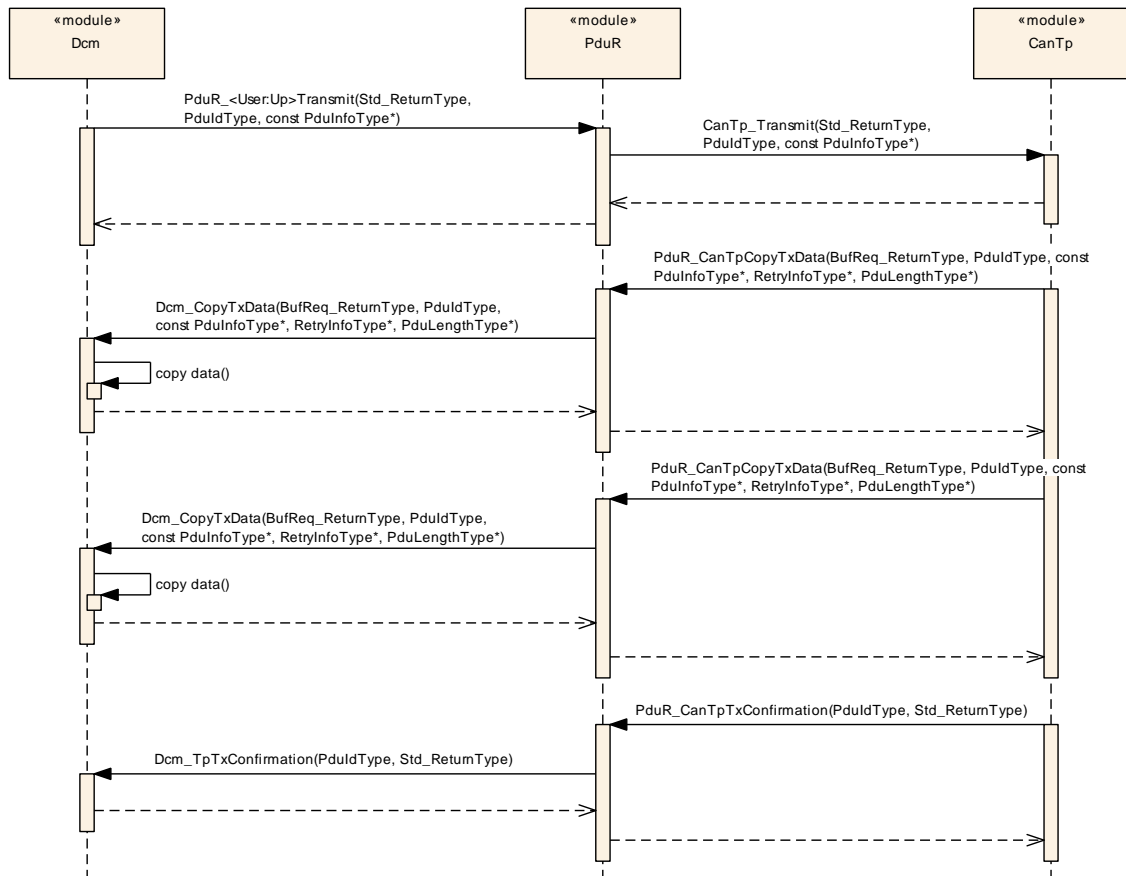 «module»
Dcm
«module»
PduR
«module»
CanTp
PduR_<User:Up>Transmit(Std_ReturnType,
PduIdType, const PduInfoType*)
CanTp_Transmit(Std_ReturnType,
PduIdType, const PduInfoType*)
PduR_CanTpCopyTxData(BufReq_ReturnType, PduIdType, const
PduInfoType*, RetryInfoType*, PduLengthType*)
Dcm_CopyTxData(BufReq_ReturnType, PduIdType,
const PduInfoType*, RetryInfoType*, PduLengthType*)
copy data()
PduR_CanTpCopyTxData(BufReq_ReturnType, PduIdType, const
PduInfoType*, RetryInfoType*, PduLengthType*)
Dcm_CopyTxData(BufReq_ReturnType, PduIdType,
const PduInfoType*, RetryInfoType*, PduLengthType*)
copy data()
PduR_CanTpTxConfirmation(PduIdType, Std_ReturnType)
Dcm_TpTxConfirmation(PduIdType, Std_ReturnType)